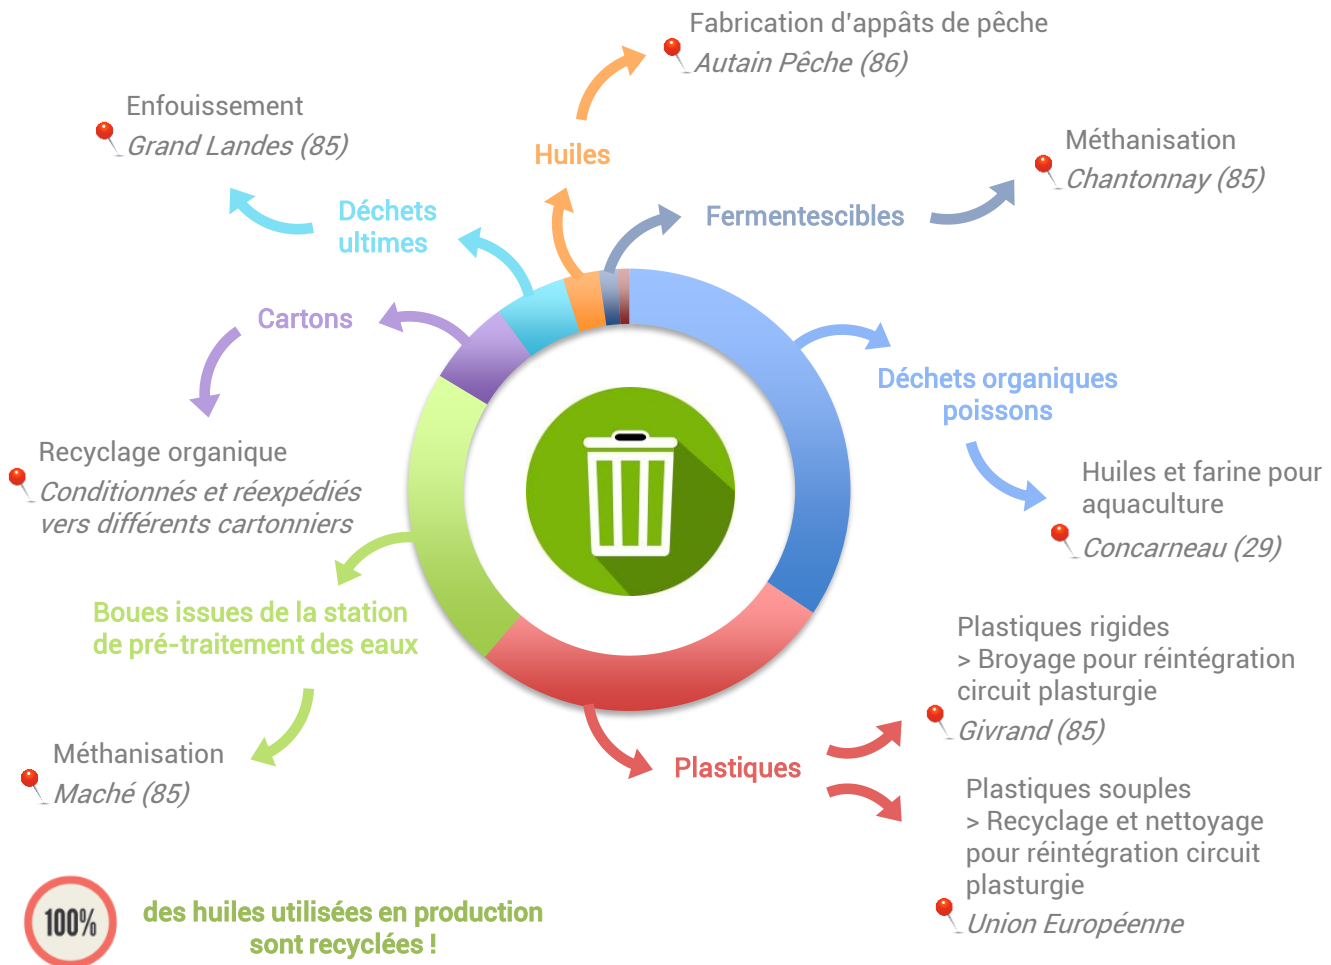 Fabrication d'appâts de pêche
Autain Pêche (86)
Enfouissement
Grand Landes (85)
Huiles
Méthanisation
Chantonnay (85)
Déchets
ultimes
Fermentescibles
Cartons
Déchets organiques
poissons
Recyclage organique
Conditionnés et réexpédiés
vers différents cartonniers
Huiles et farine pour
aquaculture
Concarneau (29)
Boues issues de la station
de pré-traitement des eaux
Plastiques rigides
> Broyage pour réintégration
circuit plasturgie
Givrand (85)
Méthanisation
Maché (85)
Plastiques
Plastiques souples
> Recyclage et nettoyage
pour réintégration circuit
plasturgie
Union Européenne
100%
des huiles utilisées en production
sont recyclées !